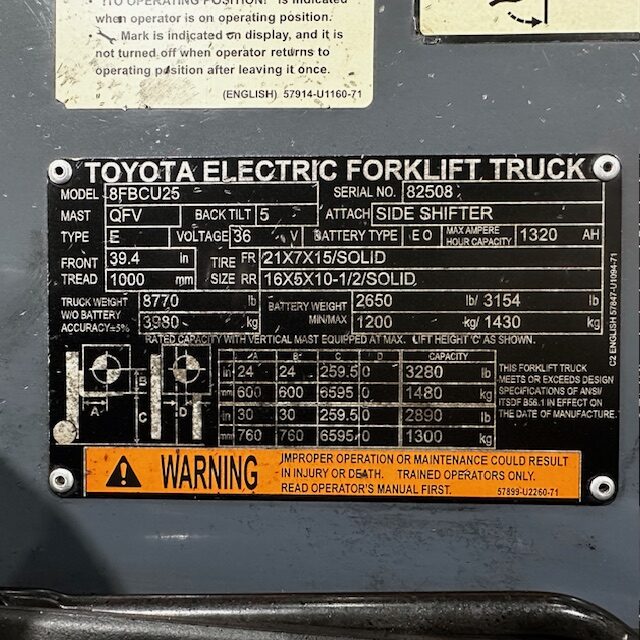 "TO OPERATING POSITION." is indicated
when operator is on operating position.
Mark is indicated on display, and it is
not turned off when operator returns to
operating position after leaving it once.
(ENGLISH) 57914-U1160-71
TOYOTA ELECTRIC FORKLIFT TRUCK
MODEL 8FBCU25 SERIAL NO. 82508
MAST QFV BACK TILT 5 ATTACH SIDE SHIFTER
TYPE E VOLTAGE 36 V BATTERY TYPE E O MAX AMPERE HOUR CAPACITY 1320 AH
FRONT TREAD 39.4 in 1000 mm
TIRE SIZE FR 21X7X15/SOLID
RR 16X5X10-1/2/SOLID
TRUCK WEIGHT W/O BATTERY ACCURACY±5% 8770 lb 3980 kg
BATTERY WEIGHT MIN/MAX 2650 lb/ 3154 lb
1200 kg/ 1430 kg
RATED CAPACITY WITH VERTICAL MAST EQUIPPED AT MAX. LIFT HEIGHT 'C' AS SHOWN.
A B C D CAPACITY
in 24 24 259.5 0 3280 lb
mm 600 600 6595 0 1480 kg
in 30 30 259.5 0 2890 lb
mm 760 760 6595 0 1300 kg
A B C D
THIS FORKLIFT TRUCK
MEETS OR EXCEEDS DESIGN
SPECIFICATIONS OF ANSI/
ITSDF B56.1 IN EFFECT ON
THE DATE OF MANUFACTURE.
C2 ENGLISH 57847-U1094-71
WARNING
IMPROPER OPERATION OR MAINTENANCE COULD RESULT
IN INJURY OR DEATH. TRAINED OPERATORS ONLY.
READ OPERATOR'S MANUAL FIRST.
57899-U2260-71